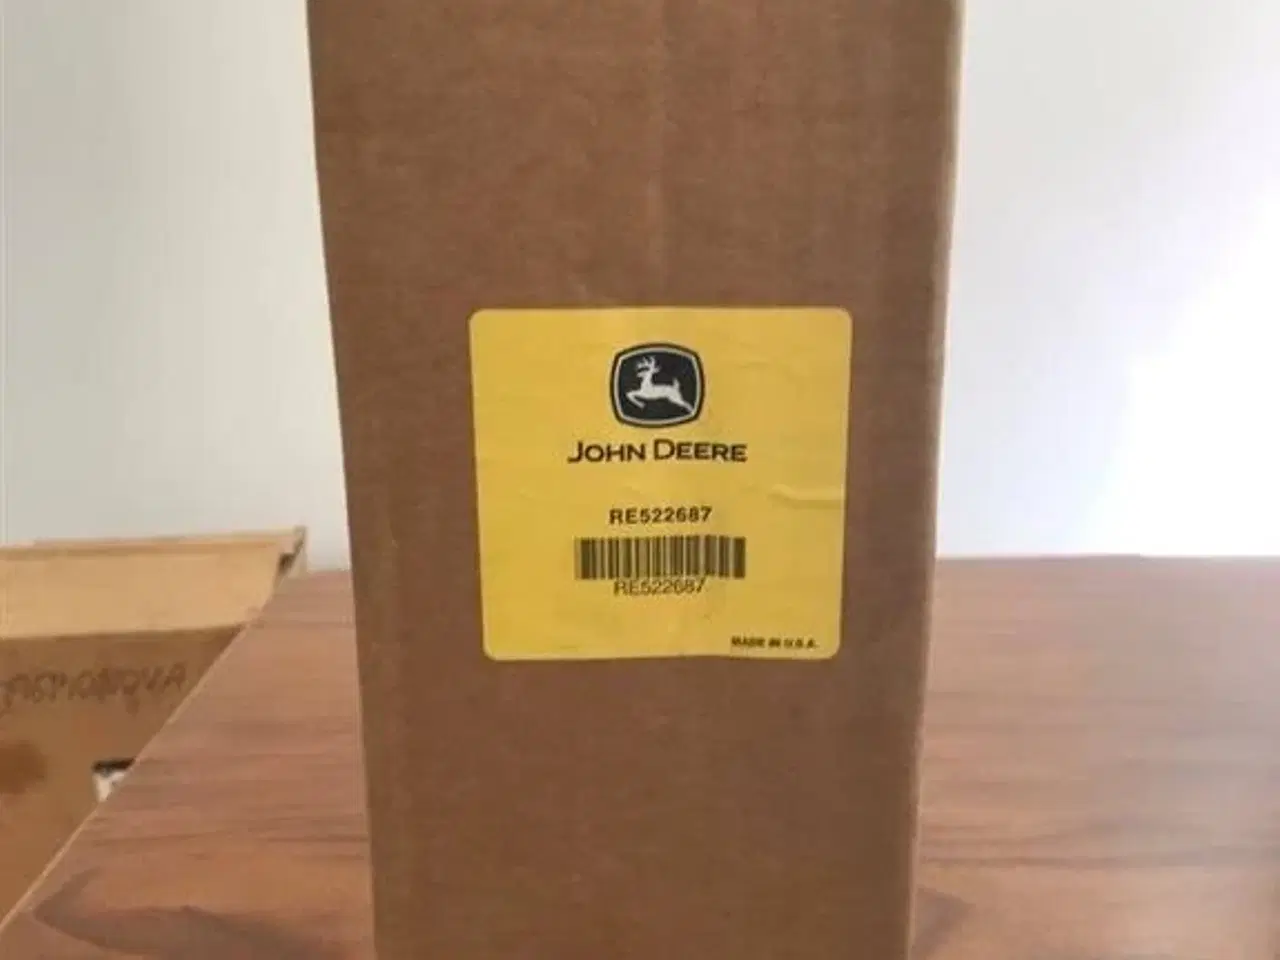 JOHN DEERE
RE522687
RE522687
MADE IN U.S.A.